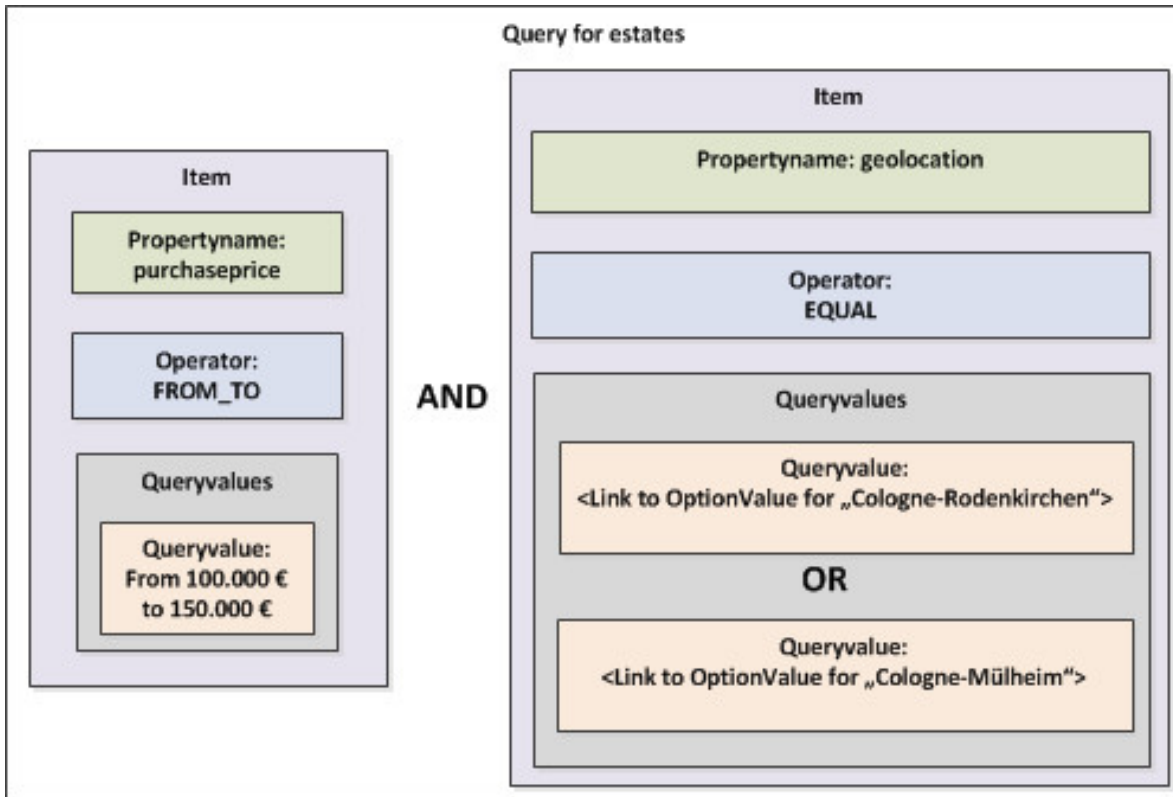 Query for estates
Item
Propertyname:
purchaseprice
Operator:
FROM_TO
Queryvalues
Queryvalue:
From 100.000 €
to 150.000 €
AND
Item
Propertyname: geolocation
Operator:
EQUAL
Queryvalues
Queryvalue:
<Link to OptionValue for „Cologne-Rodenkirchen“>
OR
Queryvalue:
<Link to OptionValue for „Cologne-Mülheim“>